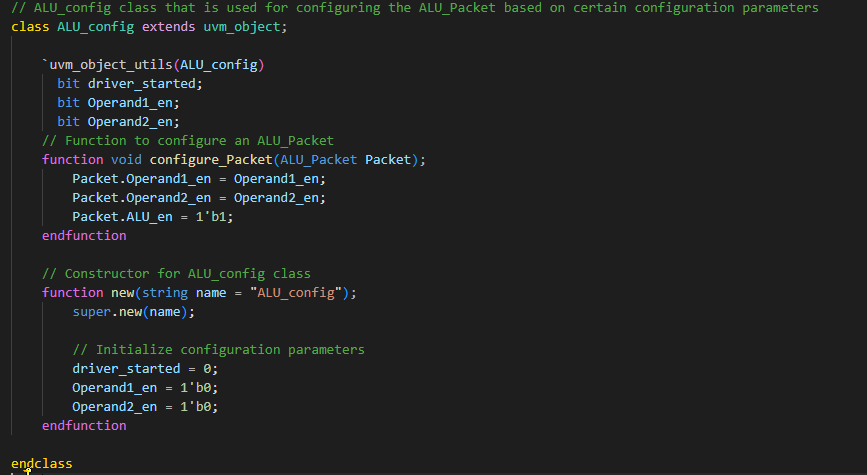 // ALU_config class that is used for configuring the ALU_Packet based on certain configuration parameters
class ALU_config extends uvm_object;
`uvm_object_utils(ALU_config)
bit driver_started;
bit Operand1_en;
bit Operand2_en;
// Function to configure an ALU_Packet
function void configure_Packet(ALU_Packet Packet);
Packet.Operand1_en = Operand1_en;
Packet.Operand2_en = Operand2_en;
Packet.ALU_en = 1'b1;
endfunction
// Constructor for ALU_config class
function new(string name = "ALU_config");
super.new(name);
// Initialize configuration parameters
driver_started = 0;
Operand1_en = 1'b0;
Operand2_en = 1'b0;
endfunction
endclass